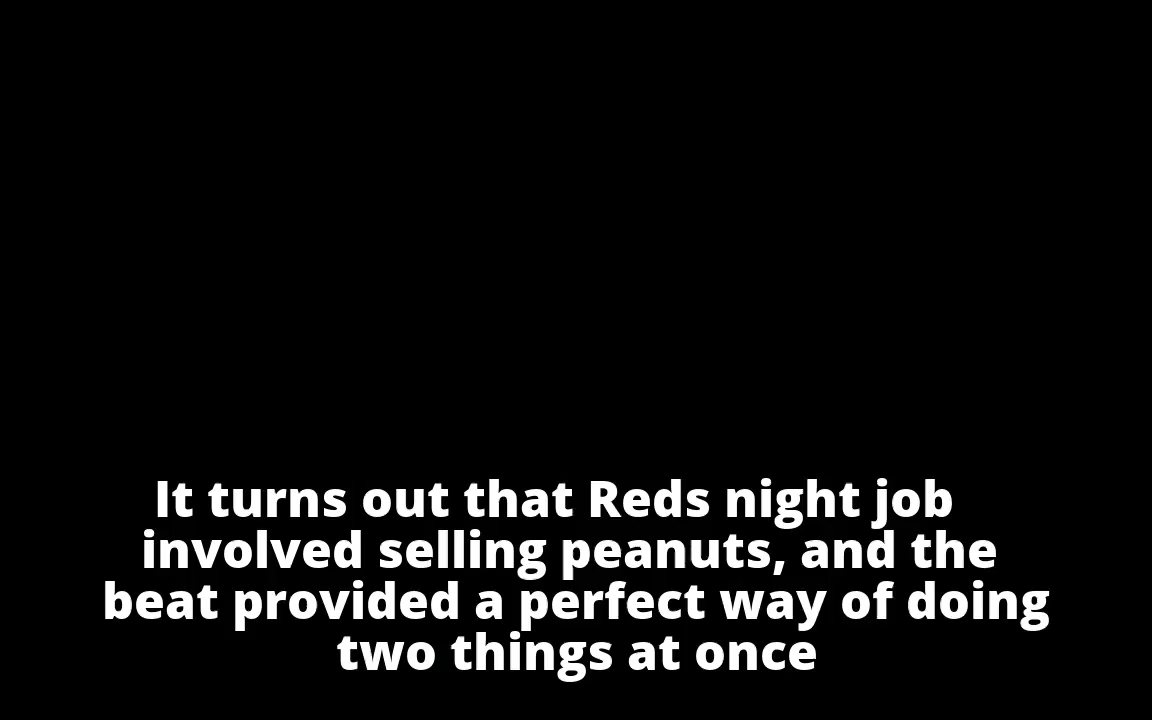 It turns out that Reds night job
involved selling peanuts, and the
beat provided a perfect way of doing
two things at once